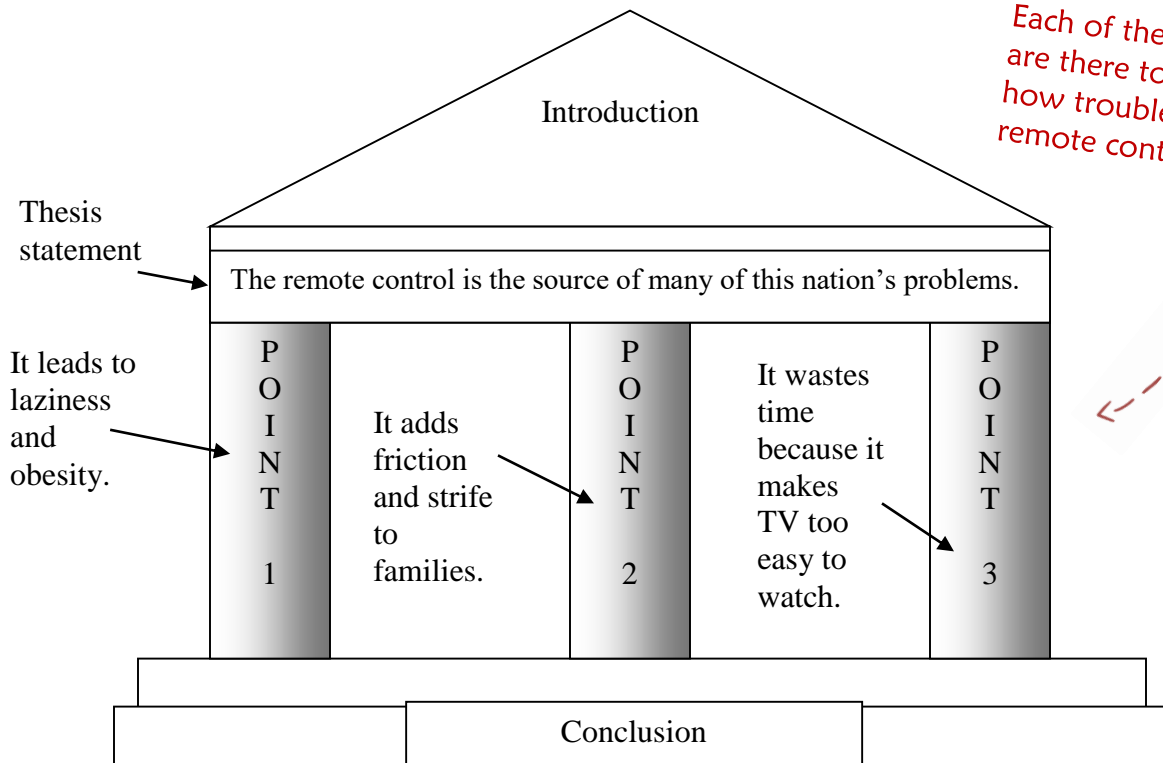 Each of the
are there to
how trouble
remote cont
Introduction
Thesis
statement
The remote control is the source of many of this nation’s problems.
It leads to
laziness
and
obesity.
P
O
I
N
T
1
It adds
friction
and strife
to
families.
P
O
I
N
T
2
It wastes
time
because it
makes
TV too
easy to
watch.
P
O
I
N
T
3
Conclusion